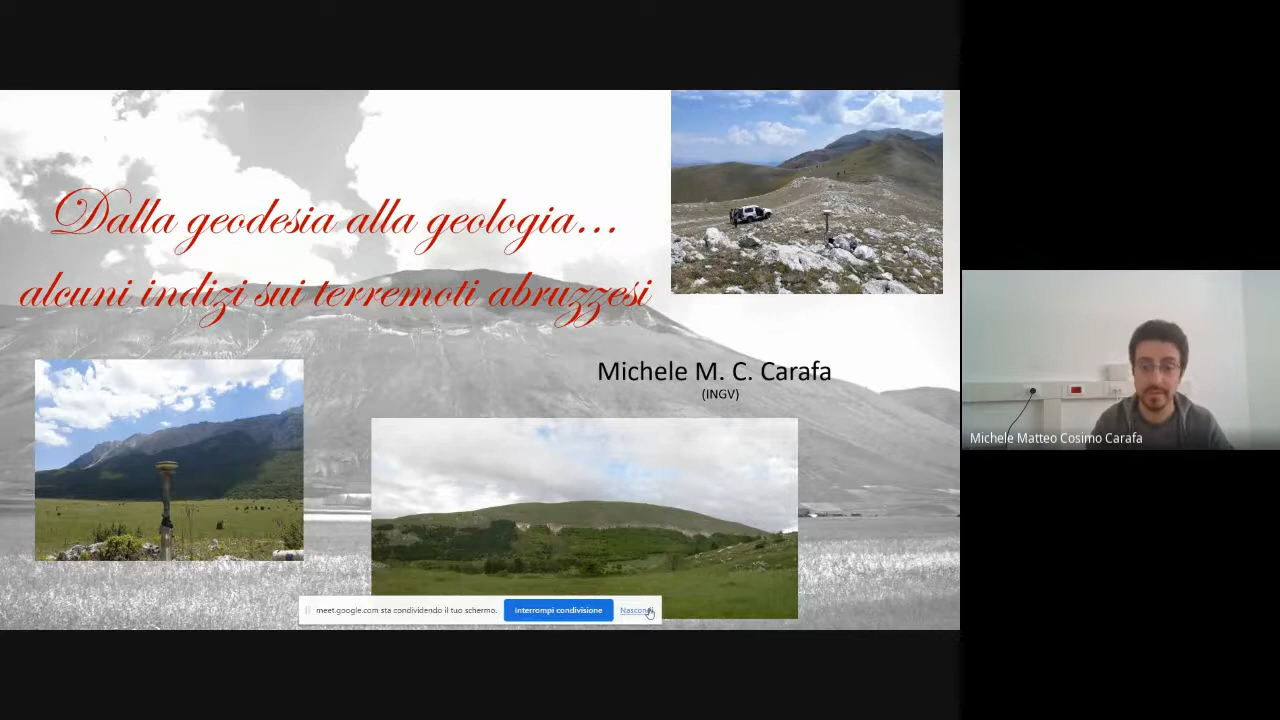 Dalla geodesia alla geologia...
alcuni indizi sui terremoti abruzzesi
Michele M. C. Carafa
(INGV)
Michele Matteo Cosimo Carafa
meet.google.com sta condividendo il tuo schermo.
Interrompi condivisione
Nascondi